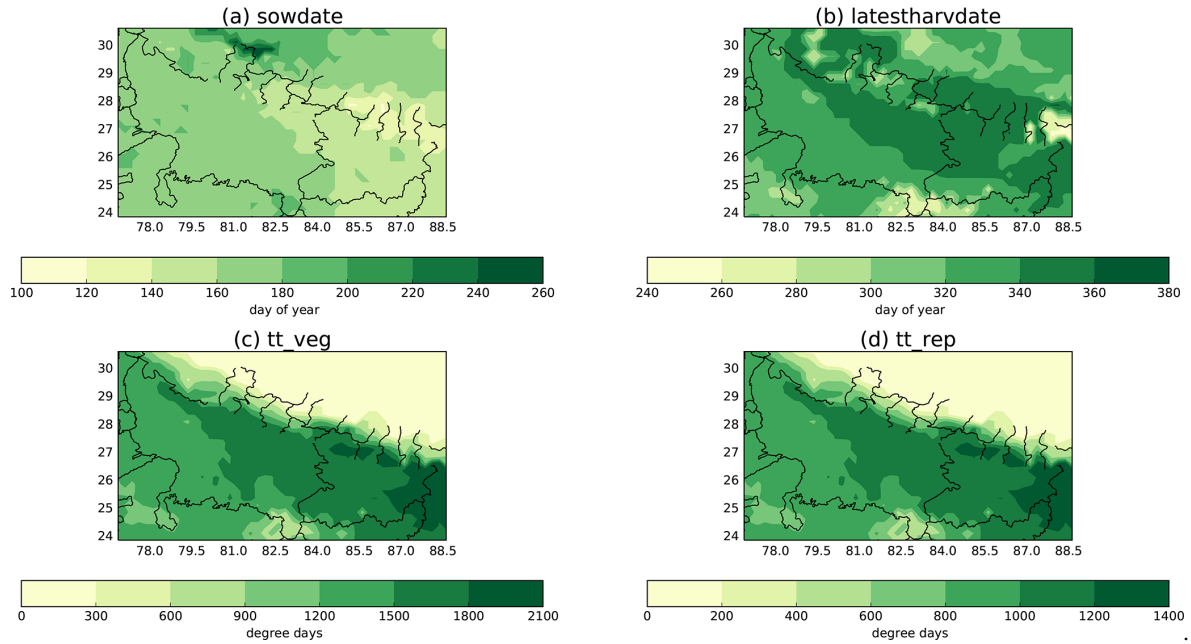 (a) sowdate
(b) latestharvdate
30
29
28
27
26
25
24
78.0 79.5 81.0 82.5 84.0 85.5 87.0 88.5
30
29
28
27
26
25
24
78.0 79.5 81.0 82.5 84.0 85.5 87.0 88.5
100 120 140 160 180 200 220 240 260
day of year
240 260 280 300 320 340 360 380
day of year
(c) tt_veg
(d) tt_rep
30
29
28
27
26
25
24
78.0 79.5 81.0 82.5 84.0 85.5 87.0 88.5
30
29
28
27
26
25
24
78.0 79.5 81.0 82.5 84.0 85.5 87.0 88.5
0 300 600 900 1200 1500 1800 2100
degree days
0 200 400 600 800 1000 1200 1400
degree days
.